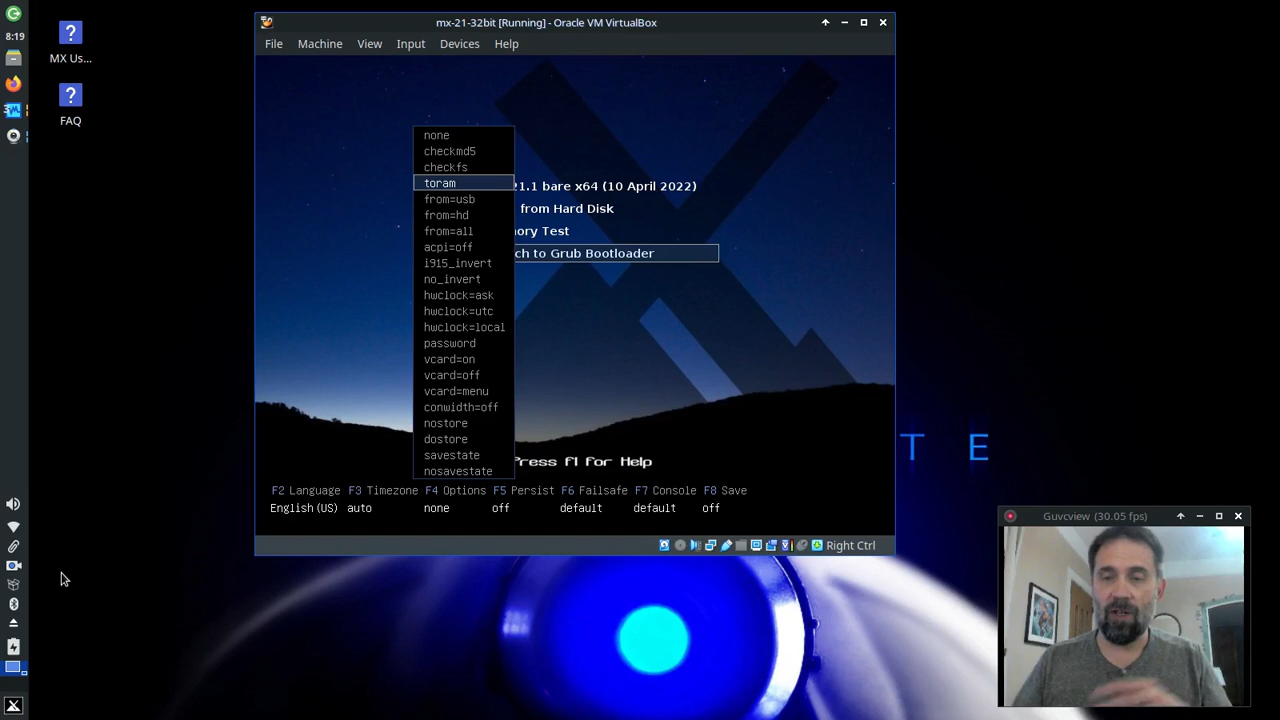 8:19
MX Us...
FAQ
mx-21-32bit [Running] - Oracle VM VirtualBox
File Machine View Input Devices Help
none
checkmd5
checkfs
toram
from=usb
from=hd
from=all
acpi=off
i915_invert
no_invert
hwclock=ask
hwclock=utc
hwclock=local
password
vcard=on
vcard=off
vcard=menu
conwidth=off
nostore
dostore
savestate
nosavestate
21.1 bare x64 (10 April 2022)
from Hard Disk
ory Test
ch to Grub Bootloader
Press f1 for Help
F2 Language F3 Timezone F4 Options F5 Persist F6 Failsafe F7 Console F8 Save
English(US) auto none off default default off
Right Ctrl
T E
Guvcview (30.05 fps)